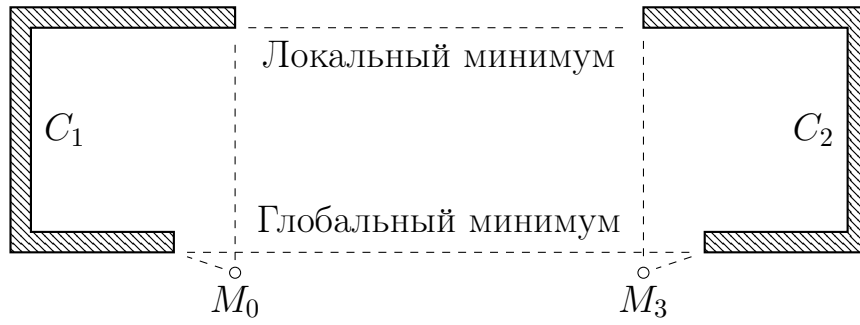 Локальный минимум
C₁
C₂
Глобальный минимум
M₀
M₃